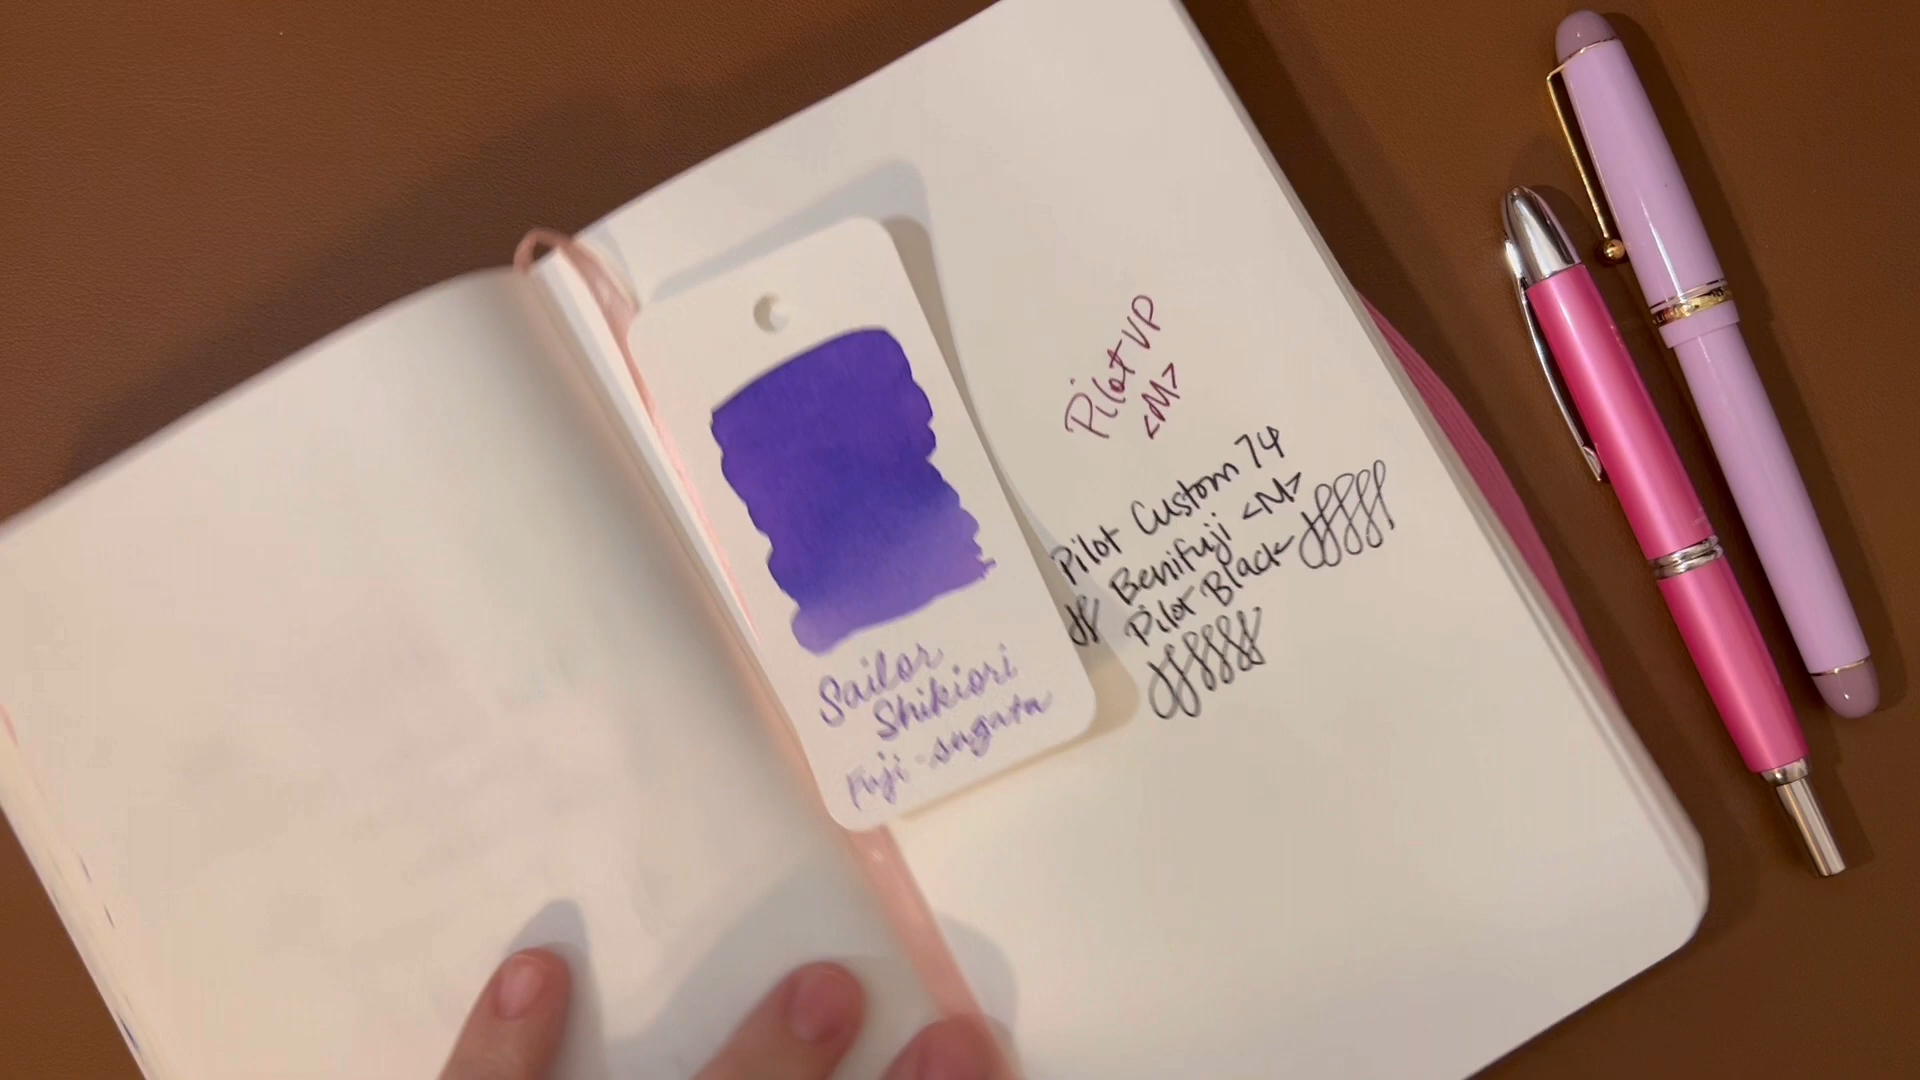 Sailor
Shikiori
Fuji-sugata
Pilot VP
<M>
Pilot Custom 74
Benifuji <M>
Pilot Black